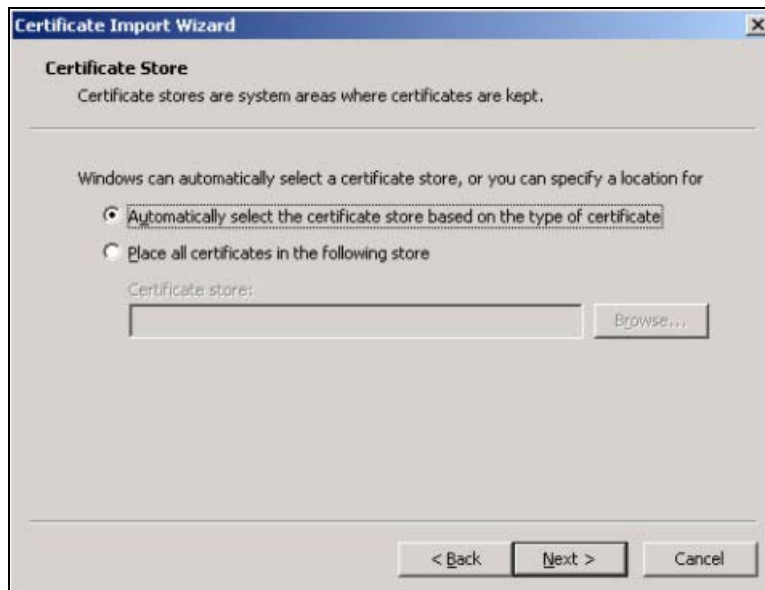 Certificate Import Wizard
Certificate Store
Certificate stores are system areas where certificates are kept.
Windows can automatically select a certificate store, or you can specify a location for
Automatically select the certificate store based on the type of certificate
Place all certificates in the following store
Certificate store:
Browse...
< Back
Next >
Cancel